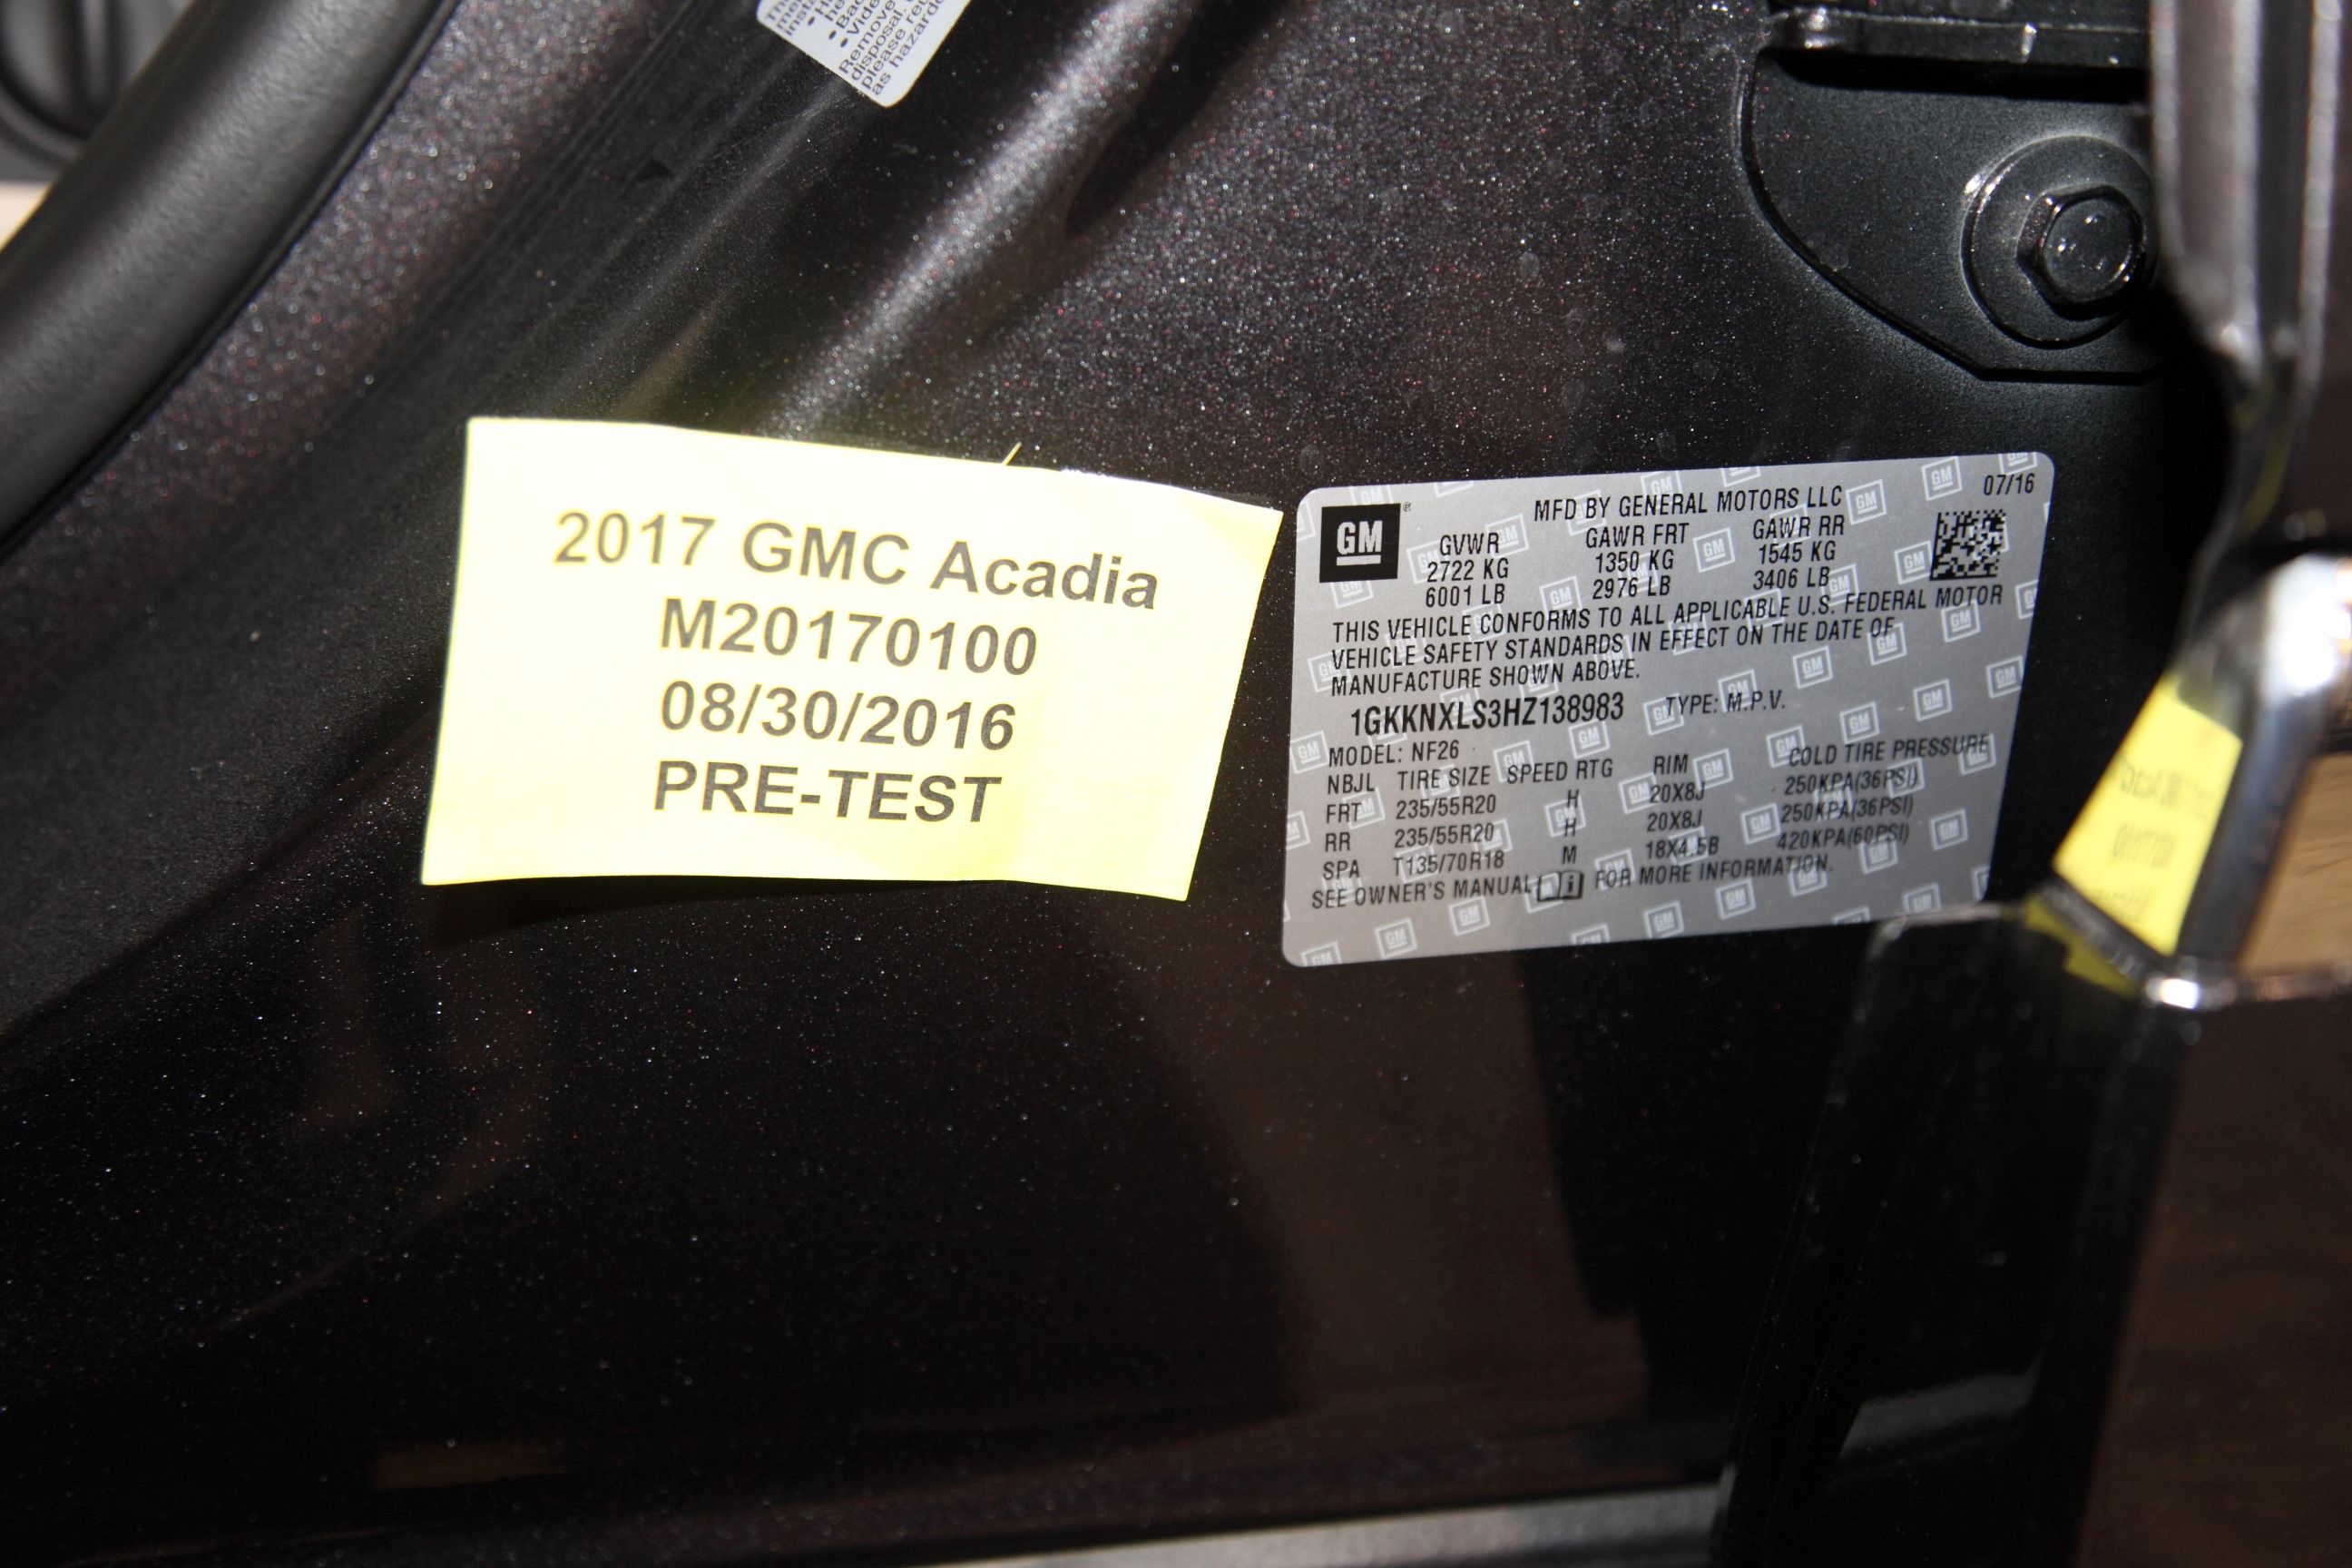 2017 GMC Acadia
M20170100
08/30/2016
PRE-TEST
Remove
disposal,
as hazard
GM®
MFD BY GENERAL MOTORS LLC 07/16
GVWR GAWR FRT GAWR RR
2722 KG 1350 KG 1545 KG
6001 LB 2976 LB 3406 LB
THIS VEHICLE CONFORMS TO ALL APPLICABLE U.S. FEDERAL MOTOR
VEHICLE SAFETY STANDARDS IN EFFECT ON THE DATE OF
MANUFACTURE SHOWN ABOVE.
1GKKNXLS3HZ138983 TYPE: M.P.V.
MODEL: NF26
NBJL TIRE SIZE SPEED RTG RIM COLD TIRE PRESSURE
FRT 235/55R20 H 20X8J 250KPA(36PSI)
RR 235/55R20 H 20X8J 250KPA(36PSI)
SPA T135/70R18 M 18X4.5B 420KPA(60PSI)
SEE OWNER'S MANUAL FOR MORE INFORMATION.